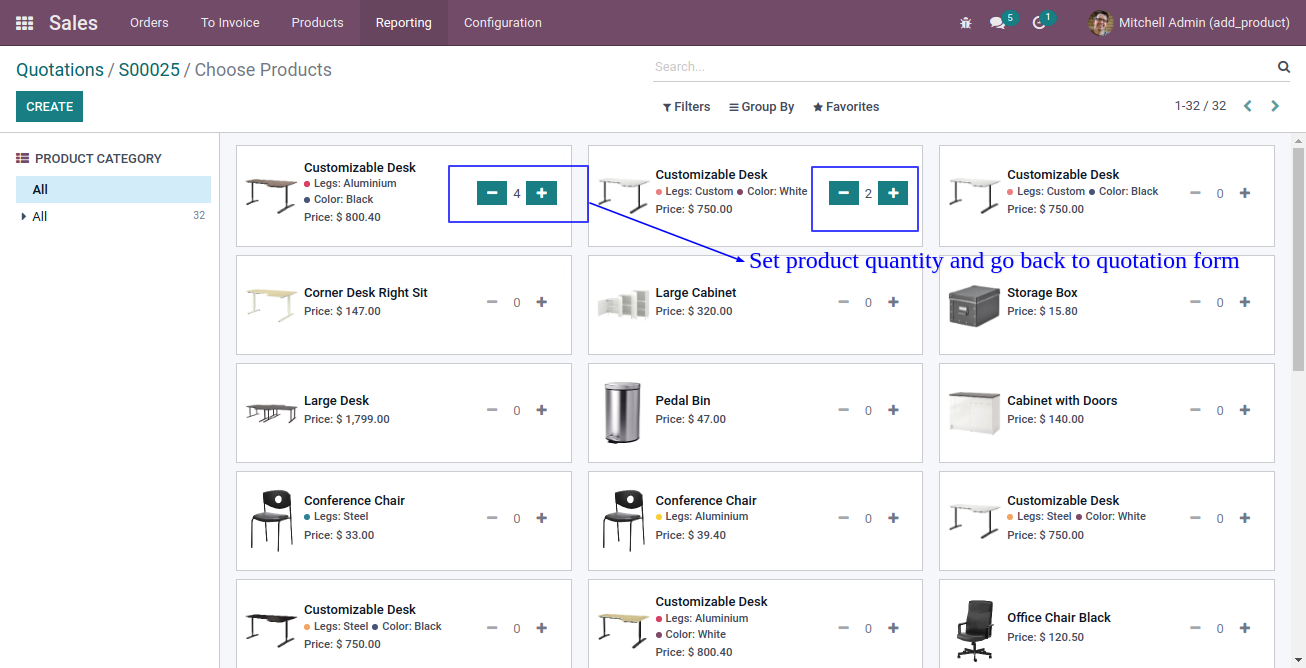 Sales Orders To Invoice Products Reporting Configuration 5 1 Mitchell Admin (add_product)
Quotations / S00025 / Choose Products
Search...
CREATE
Filters Group By Favorites
1-32 / 32
PRODUCT CATEGORY
All
All 32
Customizable Desk
Legs: Aluminium
Color: Black
Price: $ 800.40
4
Customizable Desk
Legs: Custom Color: White
Price: $ 750.00
2
Customizable Desk
Legs: Custom Color: Black
Price: $ 750.00
0
Set product quantity and go back to quotation form
Corner Desk Right Sit
Price: $ 147.00
0
Large Cabinet
Price: $ 320.00
0
Storage Box
Price: $ 15.80
0
Large Desk
Price: $ 1,799.00
0
Pedal Bin
Price: $ 47.00
0
Cabinet with Doors
Price: $ 140.00
0
Conference Chair
Legs: Steel
Price: $ 33.00
0
Conference Chair
Legs: Aluminium
Price: $ 39.40
0
Customizable Desk
Legs: Steel Color: White
Price: $ 750.00
0
Customizable Desk
Legs: Steel Color: Black
Price: $ 750.00
0
Customizable Desk
Legs: Aluminium
Color: White
Price: $ 800.40
0
Office Chair Black
Price: $ 120.50
0